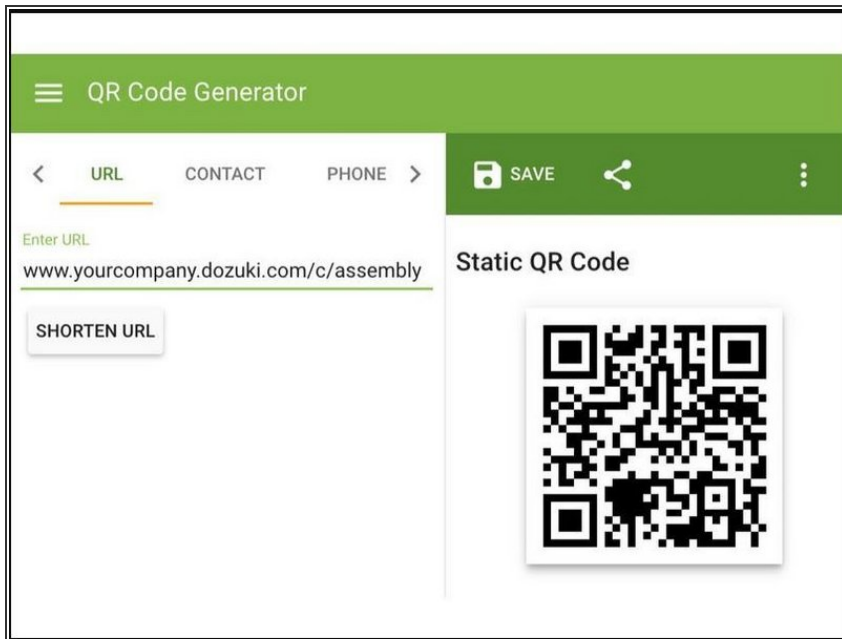 QR Code Generator
URL CONTACT PHONE
Enter URL
www.yourcompany.dozuki.com/c/assembly
SHORTEN URL
SAVE
Static QR Code